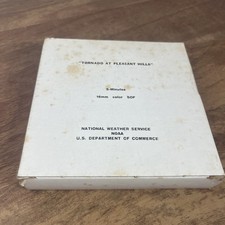 "TORNADO AT PLEASANT HILLS"
5-Minutes
16mm color SOF
NATIONAL WEATHER SERVICE
NOAA
U.S. DEPARTMENT OF COMMERCE